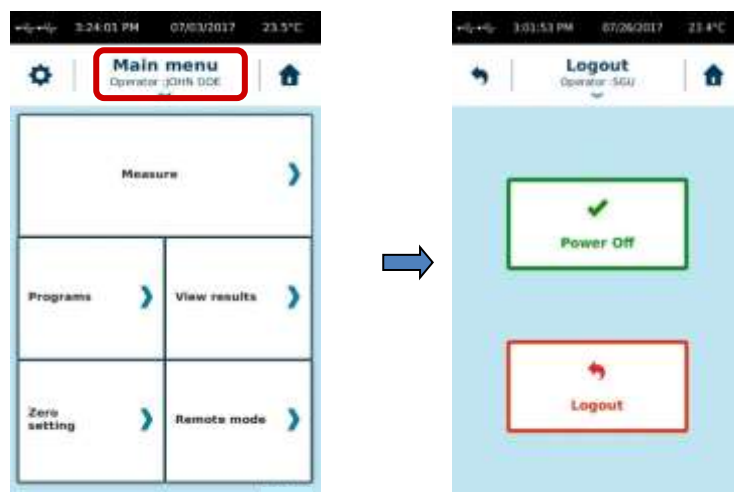 3:24:01 PM 07/03/2017 23.5°C
Main menu
Operator :JOHN DOE
Measure
Programs
View results
Zero
setting
Remote mode
3:03:53 PM 07/26/2017 23.4°C
Logout
Operator :SGU
Power Off
Logout